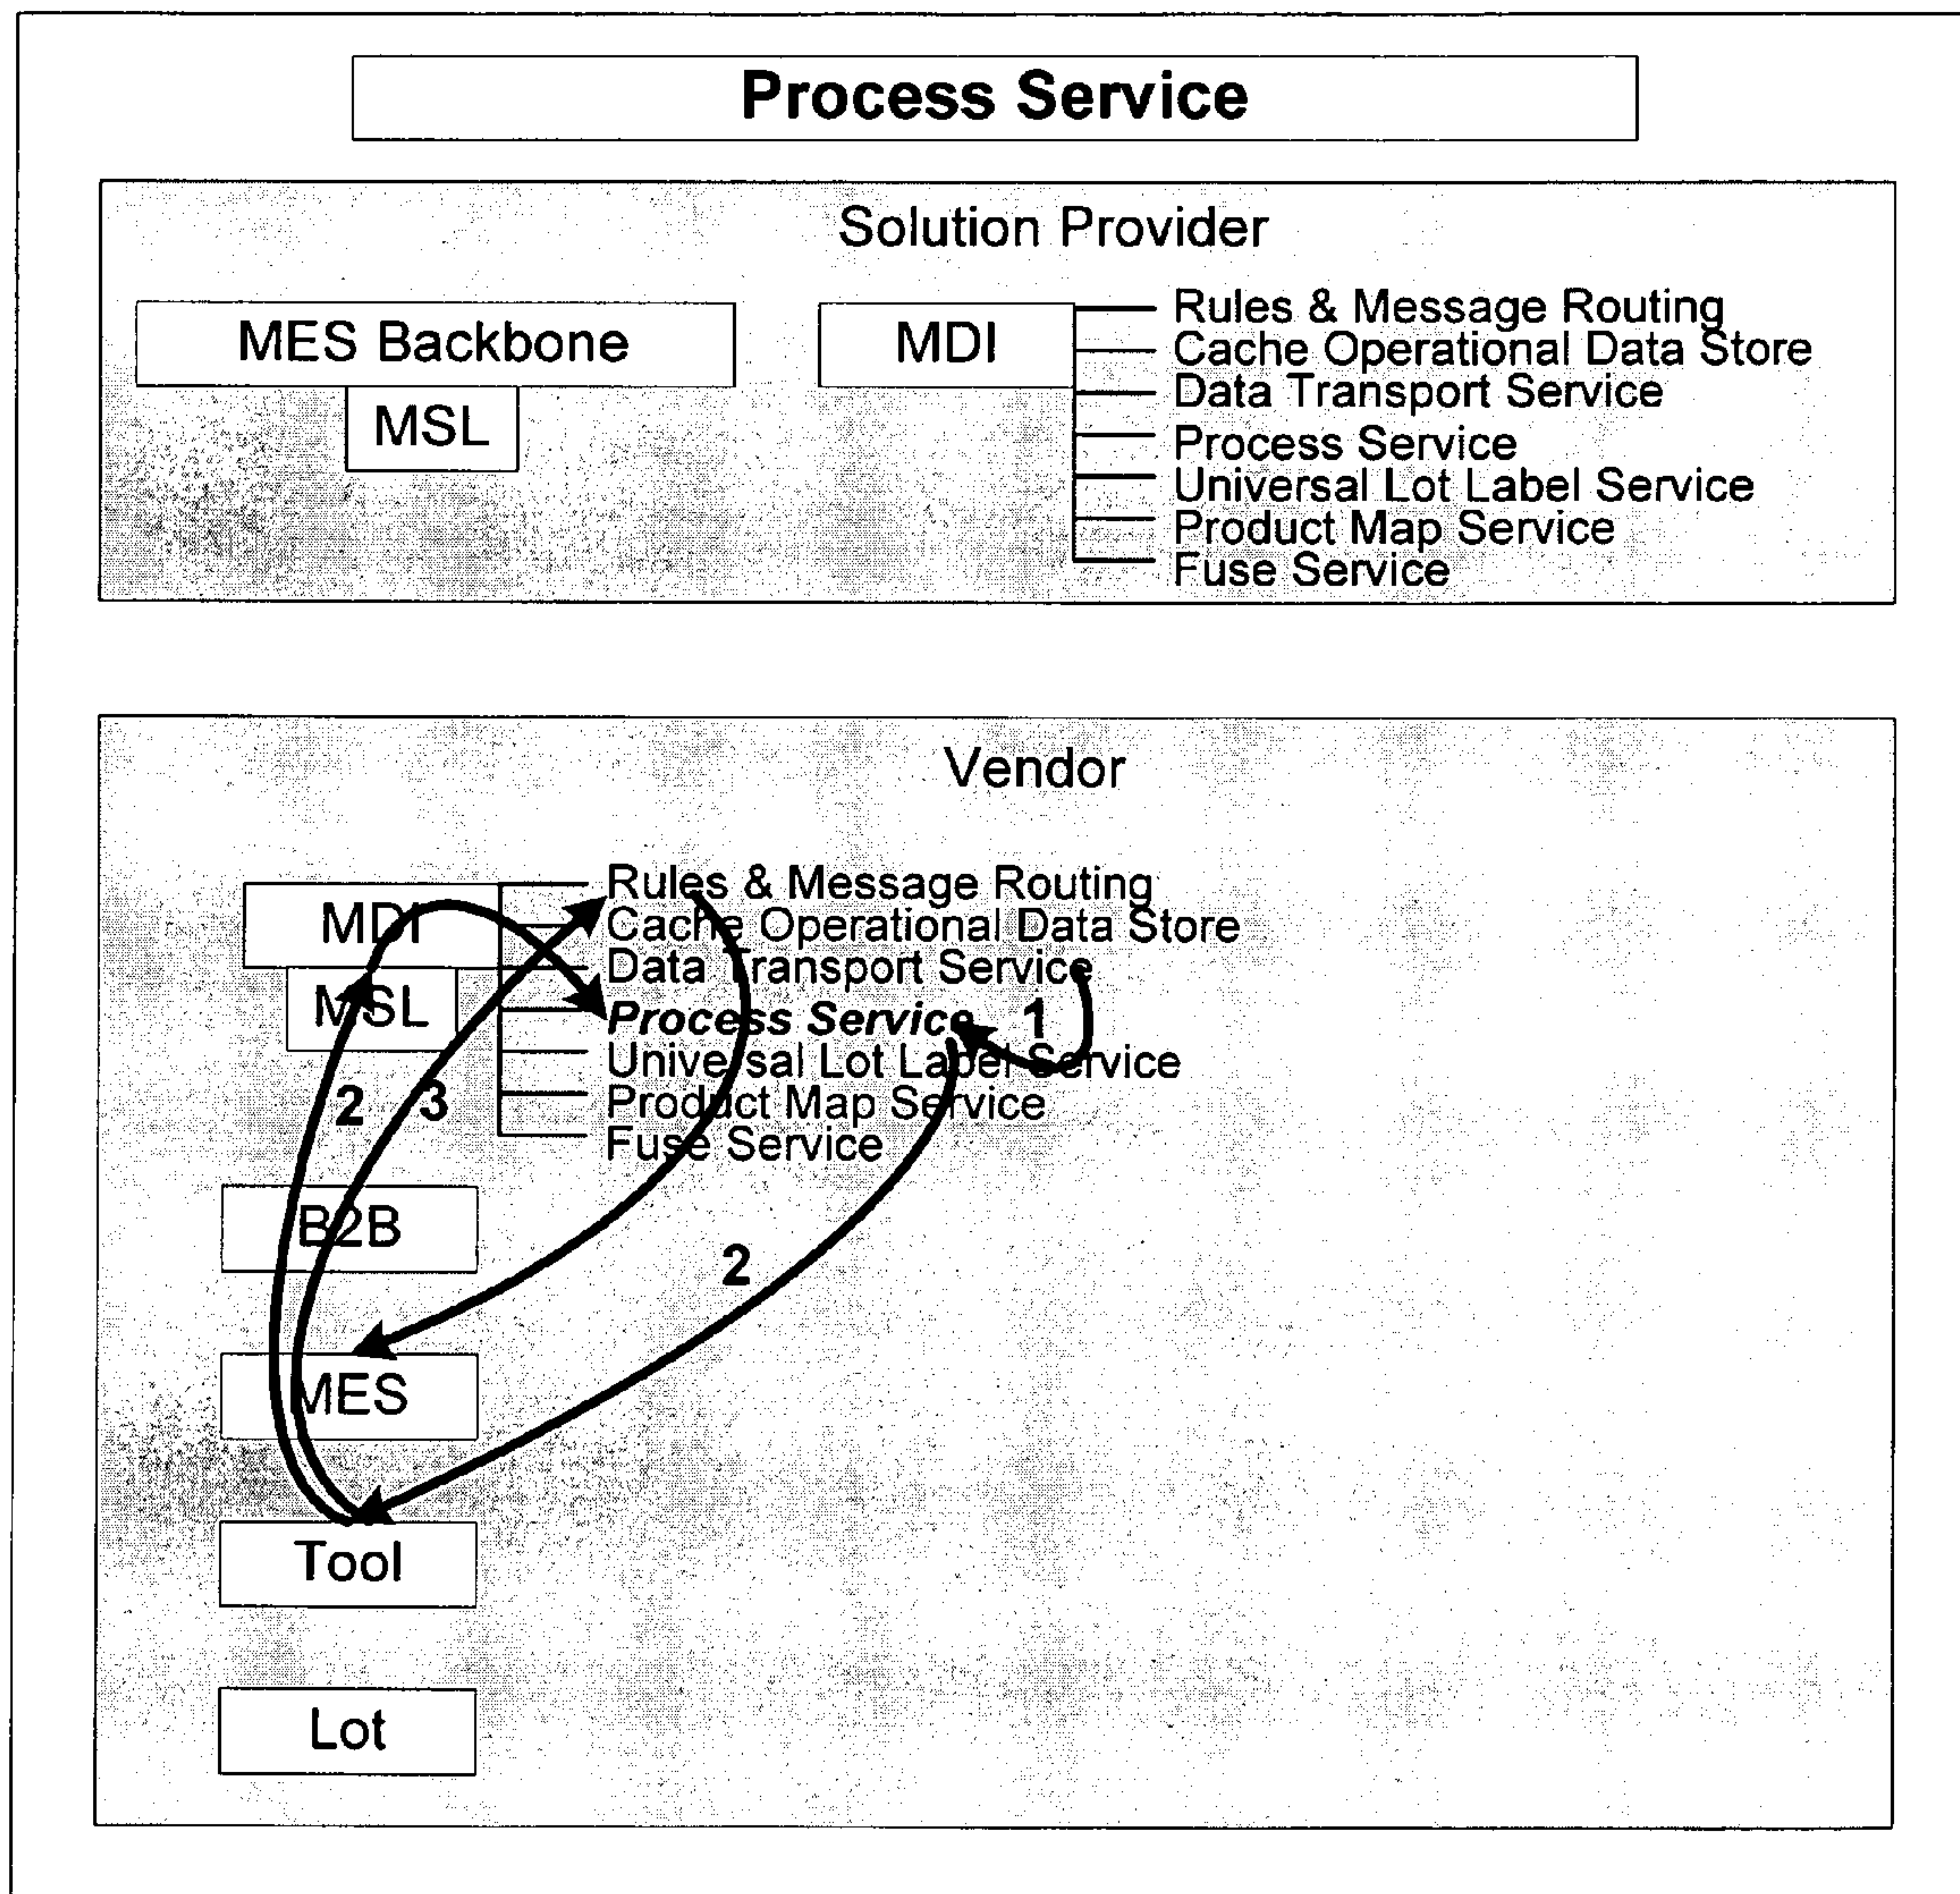 Process Service
Solution Provider
MES Backbone
MSL
MDI
Rules & Message Routing
Cache Operational Data Store
Data Transport Service
Process Service
Universal Lot Label Service
Product Map Service
Fuse Service
Vendor
MDI
MSL
Rules & Message Routing
Cache Operational Data Store
Data Transport Service
Process Service
1
Universal Lot Label Service
2
3
Product Map Service
Fuse Service
B2B
2
MES
Tool
Lot